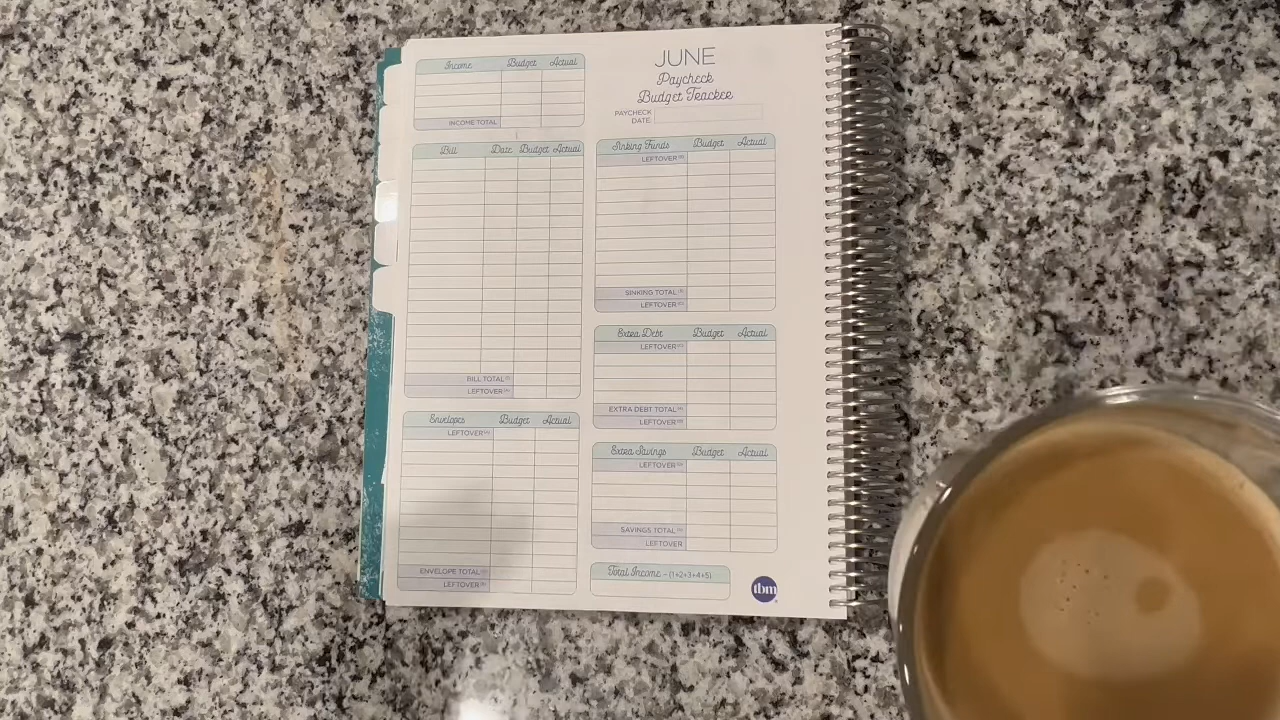 Income Budget Actual
INCOME TOTAL
Bill Date Budget Actual
BILL TOTAL
LEFTOVER
Envelopes Budget Actual
LEFTOVER
ENVELOPE TOTAL
LEFTOVER
JUNE
Paycheck
Budget Tracker
PAYCHECK
DATE
Sinking Funds Budget Actual
LEFTOVER
SINKING TOTAL
LEFTOVER
Extra Debt Budget Actual
LEFTOVER
EXTRA DEBT TOTAL
LEFTOVER
Extra Savings Budget Actual
LEFTOVER
SAVINGS TOTAL
LEFTOVER
Total Income - (1+2+3+4+5)
tbm